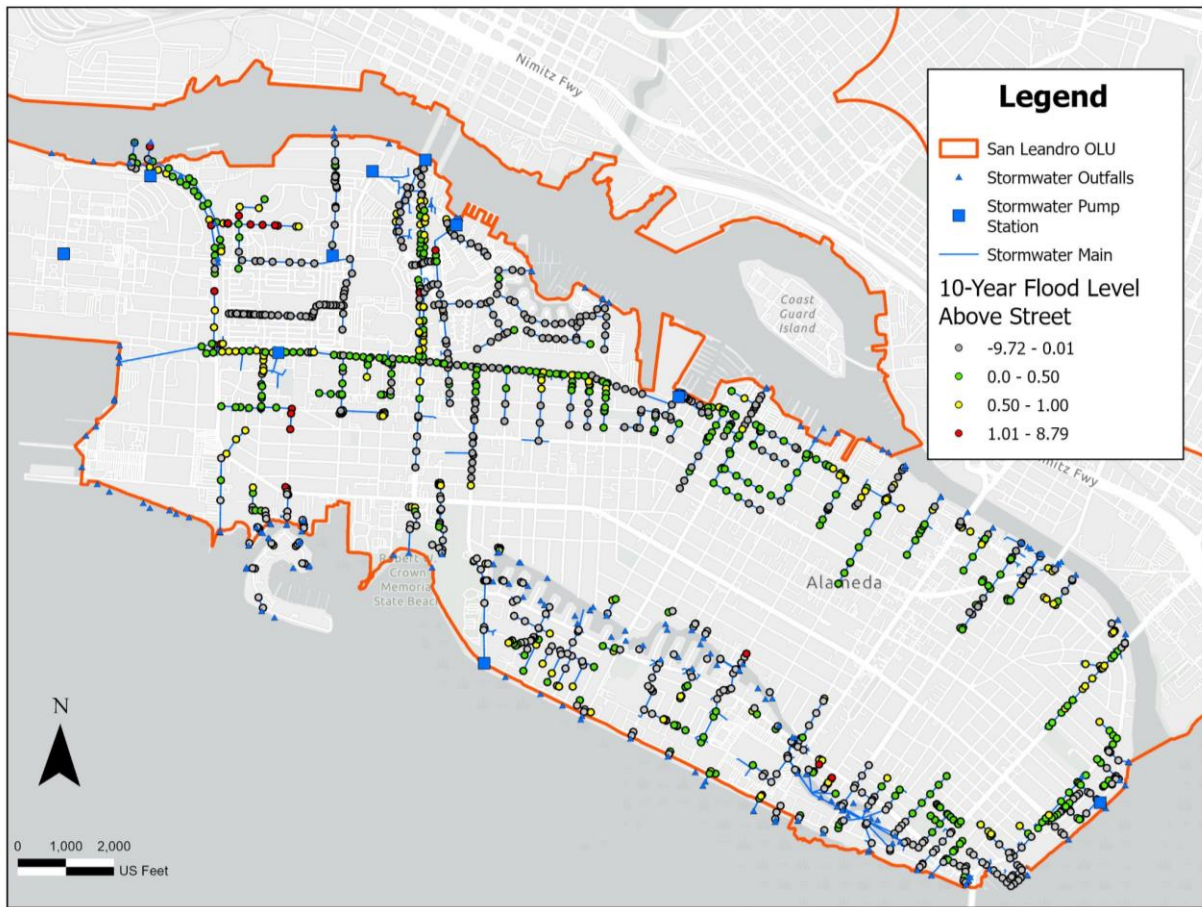 Nimitz Fwy
Legend
San Leandro OLU
Stormwater Outfalls
Stormwater Pump
Station
Stormwater Main
10-Year Flood Level
Above Street
-9.72 - 0.01
0.0 - 0.50
0.50 - 1.00
1.01 - 8.79
Coast
Guard
Island
Nimitz Fwy
Alameda
Robert W.
Crown
Memorial
State Beach
N
0 1,000 2,000
US Feet